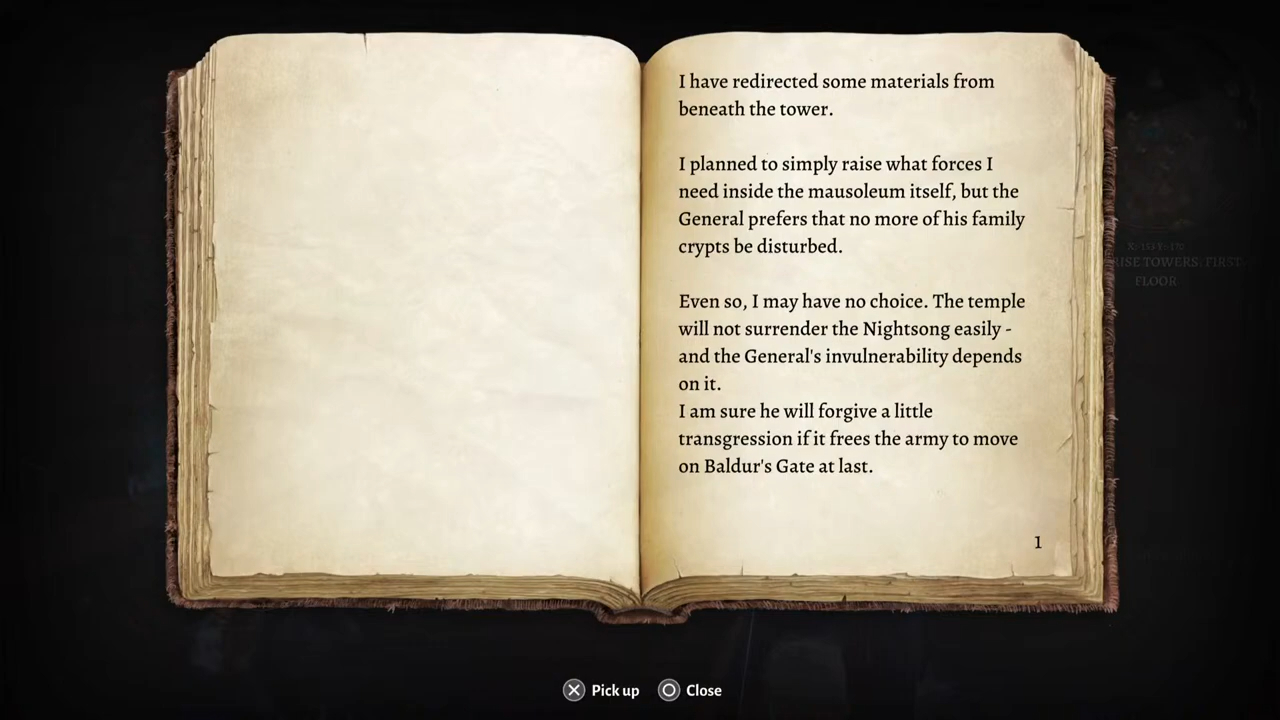 I have redirected some materials from
beneath the tower.
I planned to simply raise what forces I
need inside the mausoleum itself, but the
General prefers that no more of his family
crypts be disturbed.
Even so, I may have no choice. The temple
will not surrender the Nightsong easily -
and the General's invulnerability depends
on it.
I am sure he will forgive a little
transgression if it frees the army to move
on Baldur's Gate at last.
1
RISE TOWERS: FIRST
FLOOR
Pick up
Close